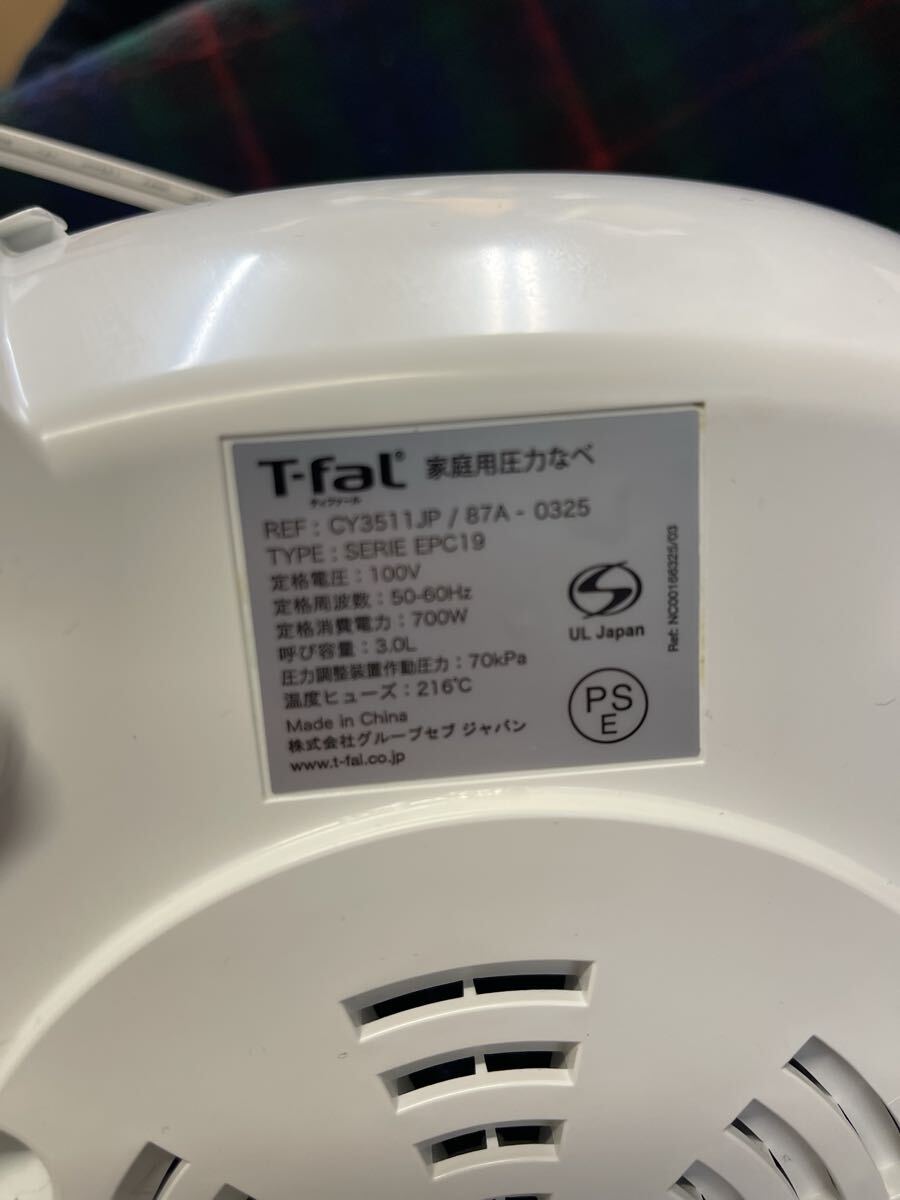 T-fal 家庭用圧力なべ
ティファール
REF : CY3511JP / 87A - 0325
TYPE : SERIE EPC19
定格電圧 : 100V
定格周波数 : 50-60Hz
定格消費電力 : 700W
呼び容量 : 3.0L
圧力調整装置作動圧力 : 70kPa
温度ヒューズ : 216℃
Made in China
株式会社グループセブ ジャパン
www.t-fal.co.jp
S
UL Japan
PS
E
Ref: NC00166325/03